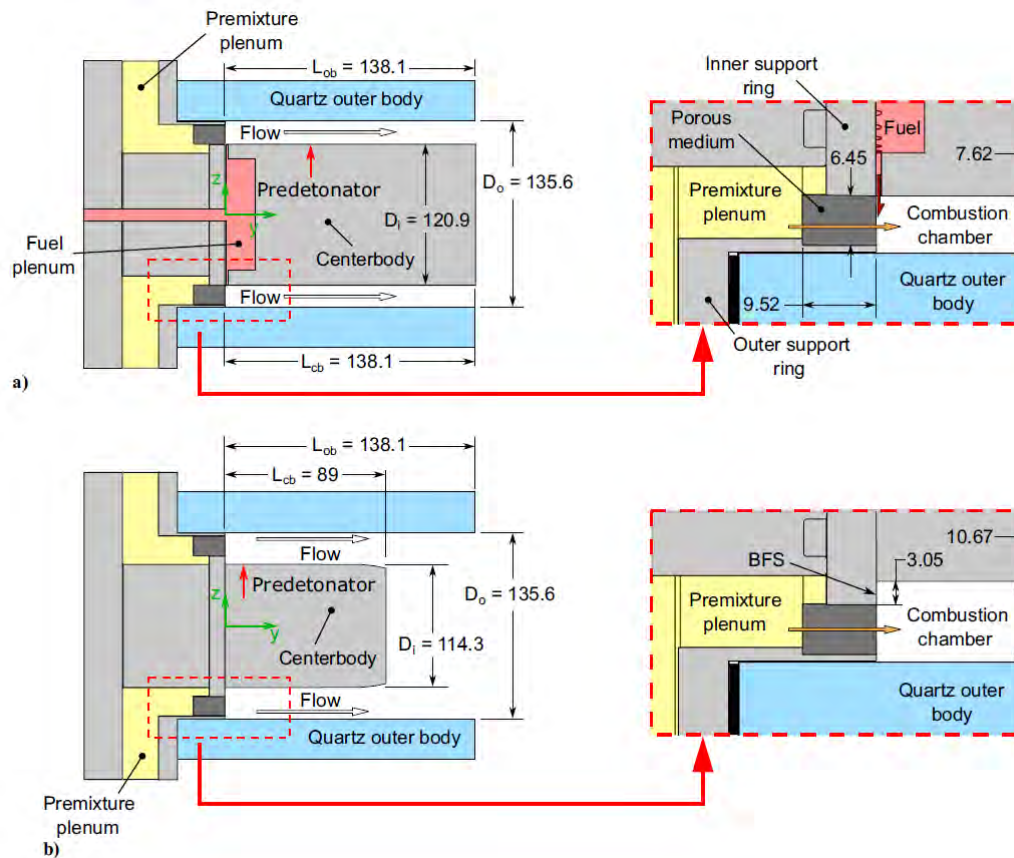 Premixture
plenum
L_ob = 138.1
Quartz outer body
Flow
Predetonator
z
y
D_o = 135.6
D_i = 120.9
Centerbody
Fuel
plenum
Flow
L_cb = 138.1
a)
Inner support
ring
Porous
medium
Fuel
6.45
7.62
Premixture
plenum
Combustion
chamber
Quartz outer
body
9.52
Outer support
ring
L_ob = 138.1
L_cb = 89
Flow
Predetonator
z
y
D_o = 135.6
Centerbody
D_i = 114.3
Flow
Quartz outer body
Premixture
plenum
b)
10.67
BFS
3.05
Premixture
plenum
Combustion
chamber
Quartz outer
body